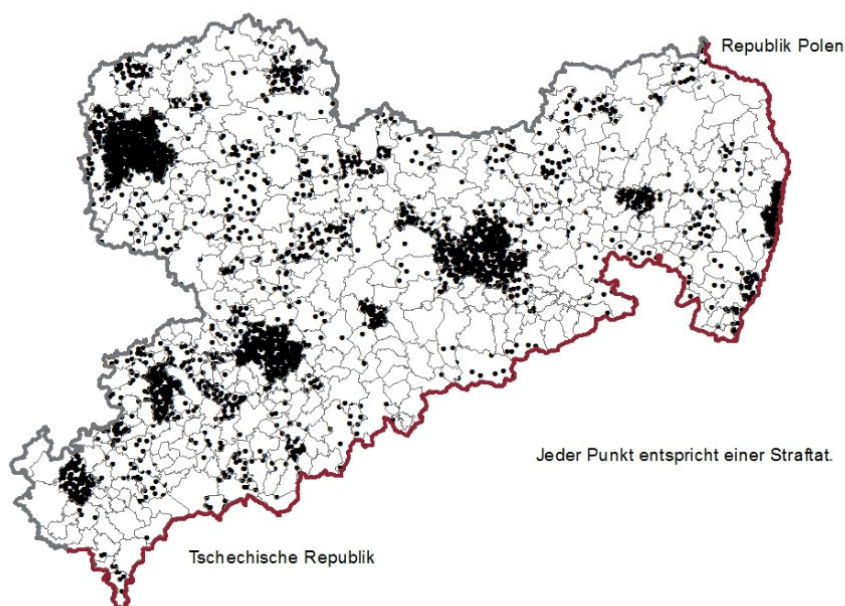 Republik Polen
Jeder Punkt entspricht einer Straftat.
Tschechische Republik